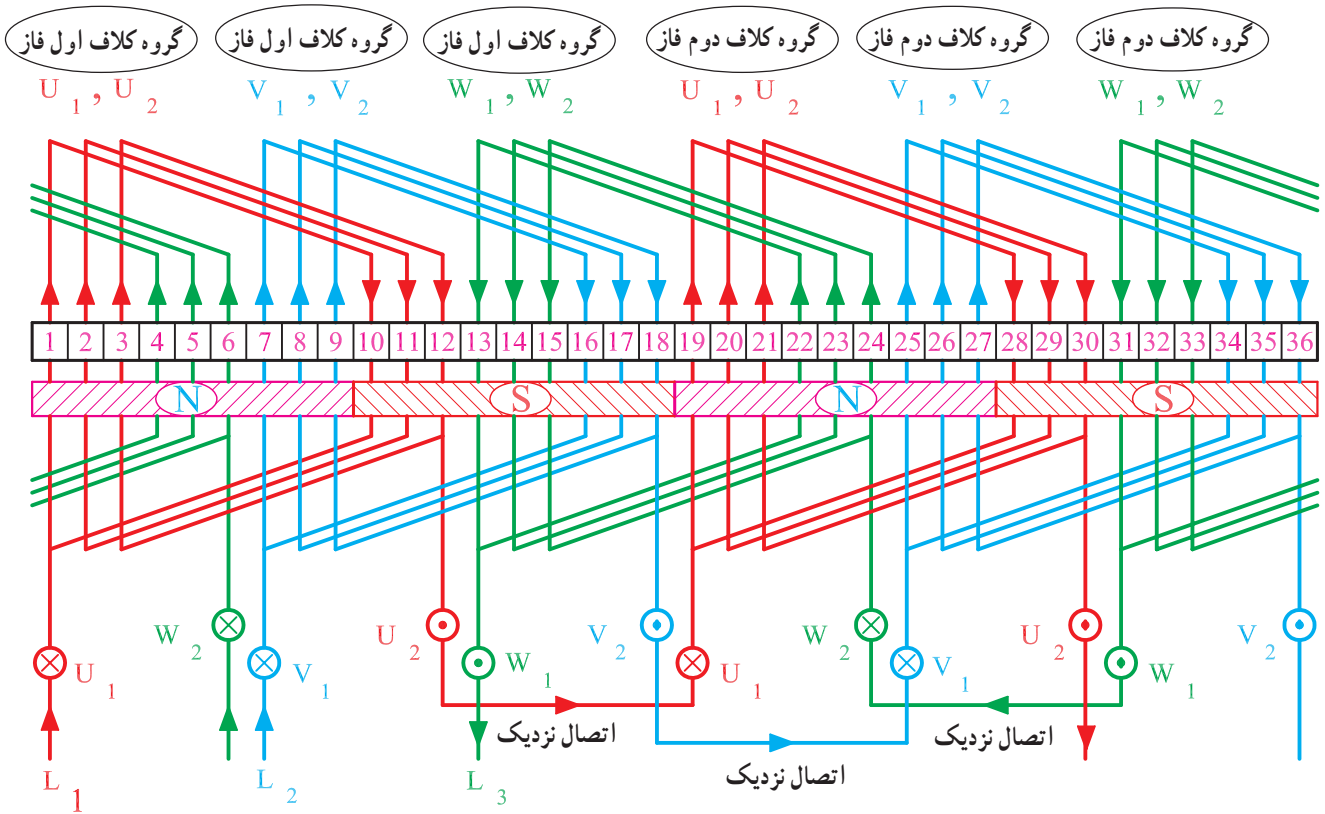 گروه کلاف اول فاز گروه کلاف اول فاز گروه کلاف اول فاز گروه کلاف دوم فاز گروه کلاف دوم فاز گروه کلاف دوم فاز
U1 , U2 V1 , V2 W1 , W2 U1 , U2 V1 , V2 W1 , W2
1 2 3 4 5 6 7 8 9 10 11 12 13 14 15 16 17 18 19 20 21 22 23 24 25 26 27 28 29 30 31 32 33 34 35 36
N S N S
W2 U2 V2 W2 U2 V2
U1 V1 W1 U1 V1 W1
اتصال نزدیک اتصال نزدیک
اتصال نزدیک
L1 L2 L3